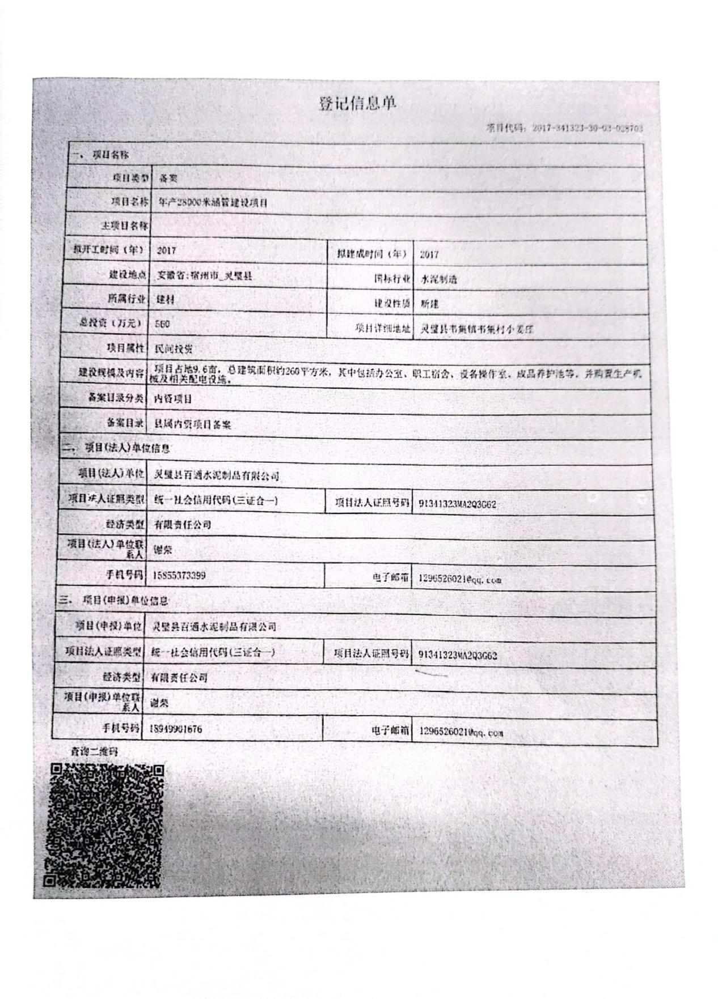 登记信息单
项目代码：2017-341323-30-03-028703
一、项目名称
项目类型 备案
项目名称 年产28000米涵管建设项目
主项目名称
拟开工时间（年） 2017 拟建成时间（年） 2017
建设地点 安徽省:宿州市_灵璧县 国标行业 水泥制造
所属行业 建材 建设性质 新建
总投资（万元） 560 项目详细地址 灵璧县韦集镇韦集村小姜庄
项目属性 民间投资
建设规模及内容 项目占地9.6亩，总建筑面积约260平方米，其中包括办公室、职工宿舍、设备操作室、成品养护池等，并购置生产机
械及相关配电设施。
备案目录分类 内资项目
备案目录 县属内资项目备案
二、项目(法人)单位信息
项目(法人)单位 灵璧县百通水泥制品有限公司
项目法人证照类型 统一社会信用代码(三证合一) 项目法人证照号码 91341323MA2Q3G62
经济类型 有限责任公司
项目(法人)单位联
系人 谢荣
手机号码 15855373399 电子邮箱 1296526021@qq.com
三、项目(申报)单位信息
项目(申报)单位 灵璧县百通水泥制品有限公司
项目法人证照类型 统一社会信用代码(三证合一) 项目法人证照号码 91341323MA2Q3G62
经济类型 有限责任公司
项目(申报)单位联
系人 谢荣
手机号码 18949901676 电子邮箱 1296526021@qq.com
查询二维码